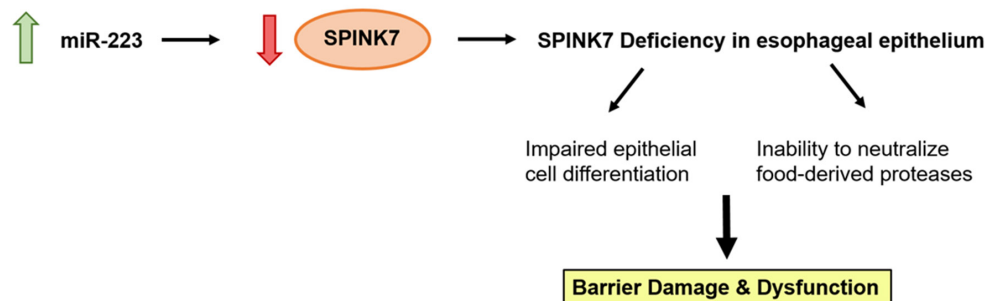 miR-223
SPINK7
SPINK7 Deficiency in esophageal epithelium
Impaired epithelial
cell differentiation
Inability to neutralize
food-derived proteases
Barrier Damage & Dysfunction